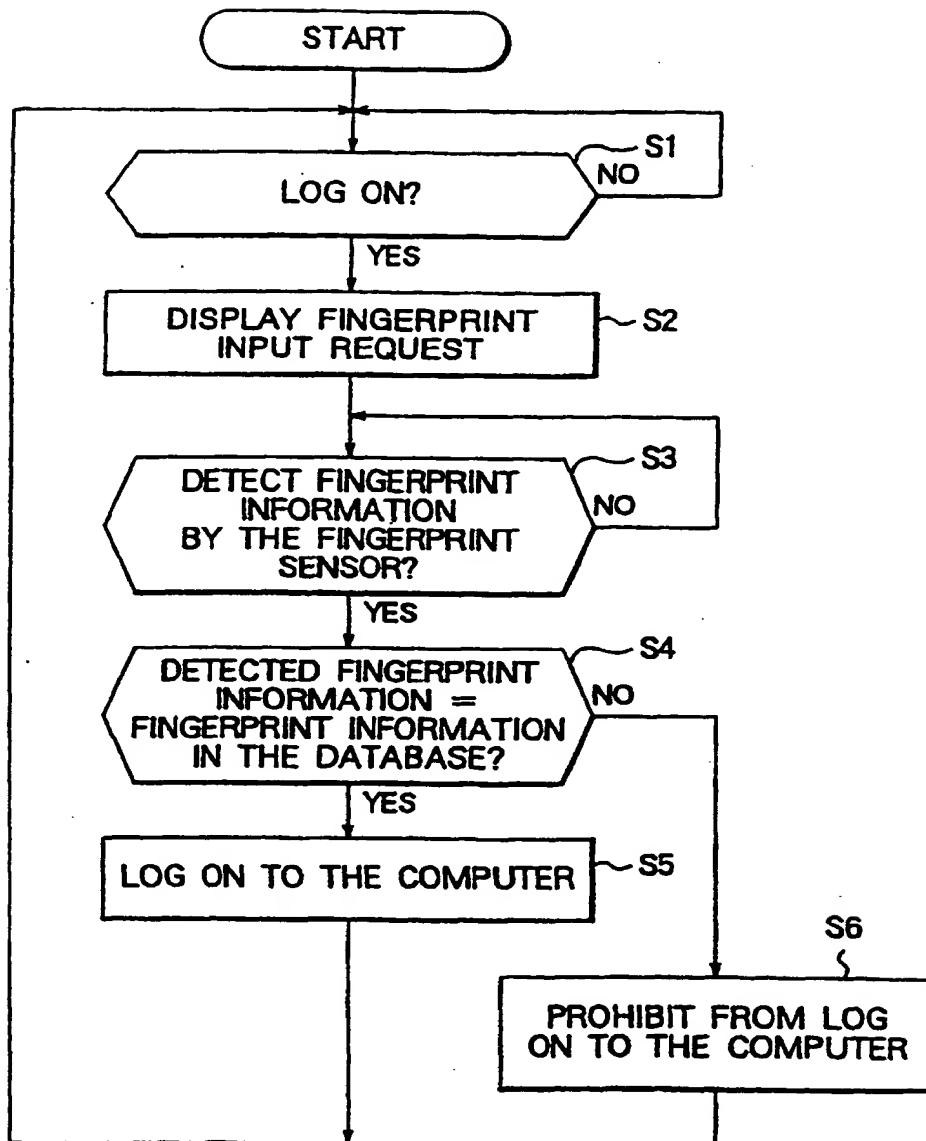 START
S1
NO
LOG ON?
YES
DISPLAY FINGERPRINT
INPUT REQUEST
S2
S3
DETECT FINGERPRINT
INFORMATION
BY THE FINGERPRINT
SENSOR?
NO
YES
S4
DETECTED FINGERPRINT
INFORMATION =
FINGERPRINT INFORMATION
IN THE DATABASE?
NO
YES
LOG ON TO THE COMPUTER
S5
S6
PROHIBIT FROM LOG
ON TO THE COMPUTER